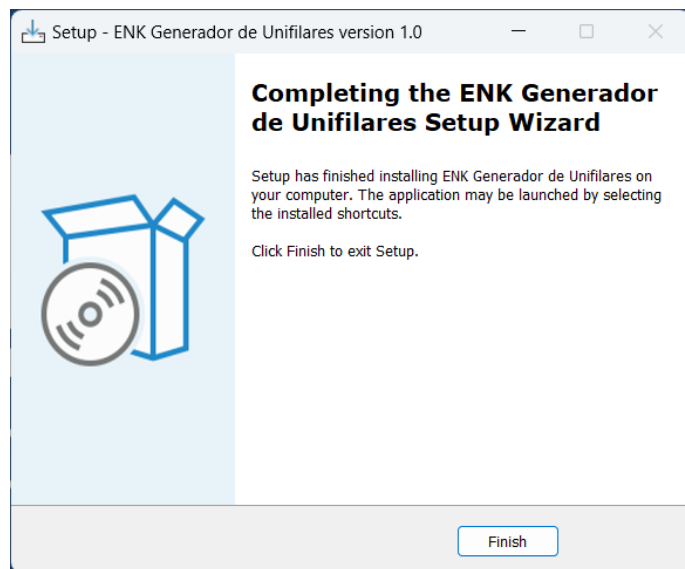 Setup - ENK Generador de Unifilares version 1.0
Completing the ENK Generador
de Unifilares Setup Wizard
Setup has finished installing ENK Generador de Unifilares on
your computer. The application may be launched by selecting
the installed shortcuts.
Click Finish to exit Setup.
Finish